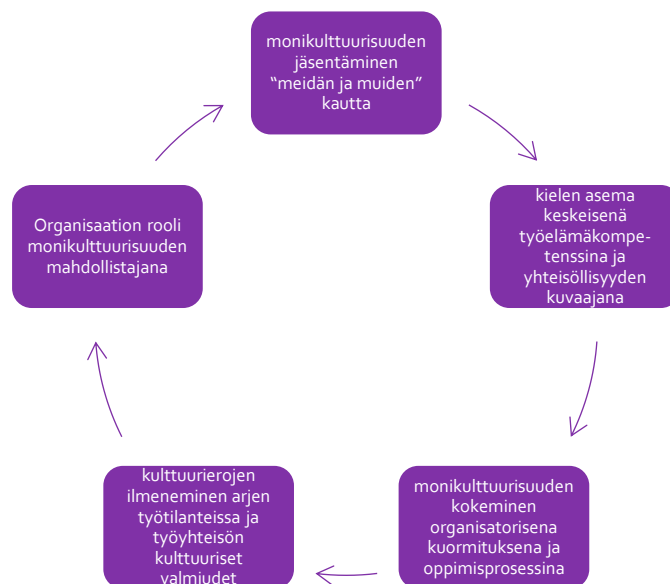 monikulttuurisuuden
jäsentäminen
“meidän ja muiden”
kautta
kielen asema
keskeisenä
työelämäkompe-
tenssina ja
yhteisöllisyyden
kuvaajana
monikulttuurisuuden
kokeminen
organisatorisena
kuormituksena ja
oppimisprosessina
kulttuurierojen
ilmeneminen arjen
työtilanteissa ja
työyhteisön
kulttuuriset
valmiudet
Organisaation rooli
monikulttuurisuuden
mahdollistajana